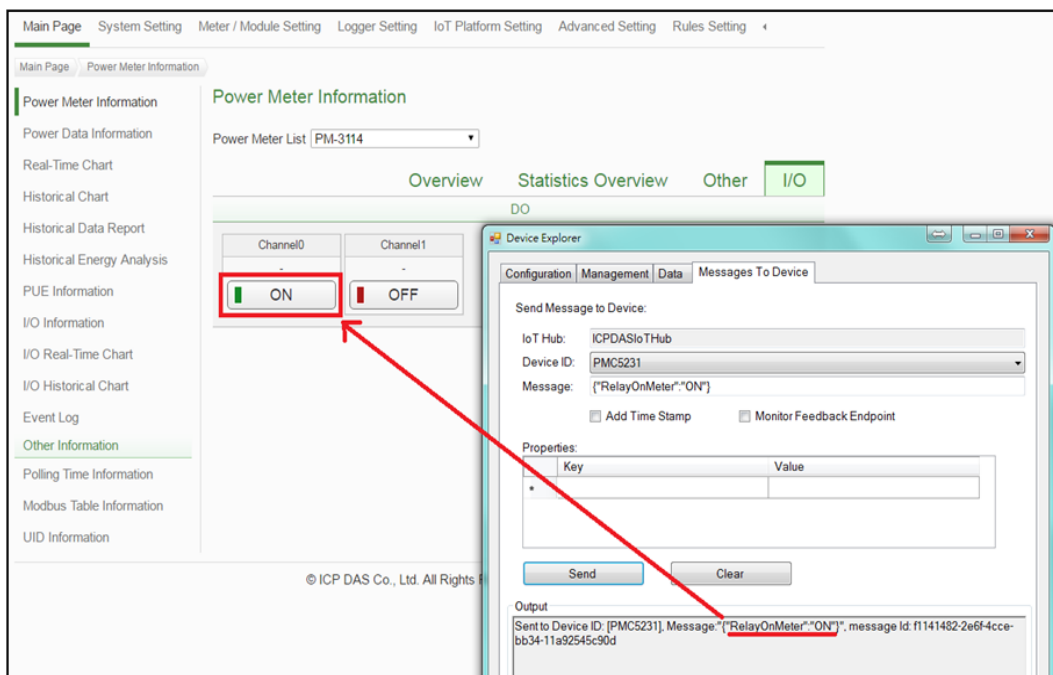 Main Page System Setting Meter / Module Setting Logger Setting IoT Platform Setting Advanced Setting Rules Setting
Main Page Power Meter Information
Power Meter Information
Power Data Information
Real-Time Chart
Historical Chart
Historical Data Report
Historical Energy Analysis
PUE Information
I/O Information
I/O Real-Time Chart
I/O Historical Chart
Event Log
Other Information
Polling Time Information
Modbus Table Information
UID Information
Power Meter Information
Power Meter List PM-3114
Overview Statistics Overview Other I/O
DO
Channel0 Channel1
- -
ON OFF
© ICP DAS Co., Ltd. All Rights
Device Explorer
Configuration Management Data Messages To Device
Send Message to Device:
IoT Hub: ICPDASIoTHub
Device ID: PMC5231
Message: {"RelayOnMeter":"ON"}
Add Time Stamp Monitor Feedback Endpoint
Properties:
Key Value
*
Send Clear
Output
Sent to Device ID: [PMC5231], Message:"{"RelayOnMeter":"ON"}", message Id: f1141482-2e6f-4cce-
bb34-11a92545c90d